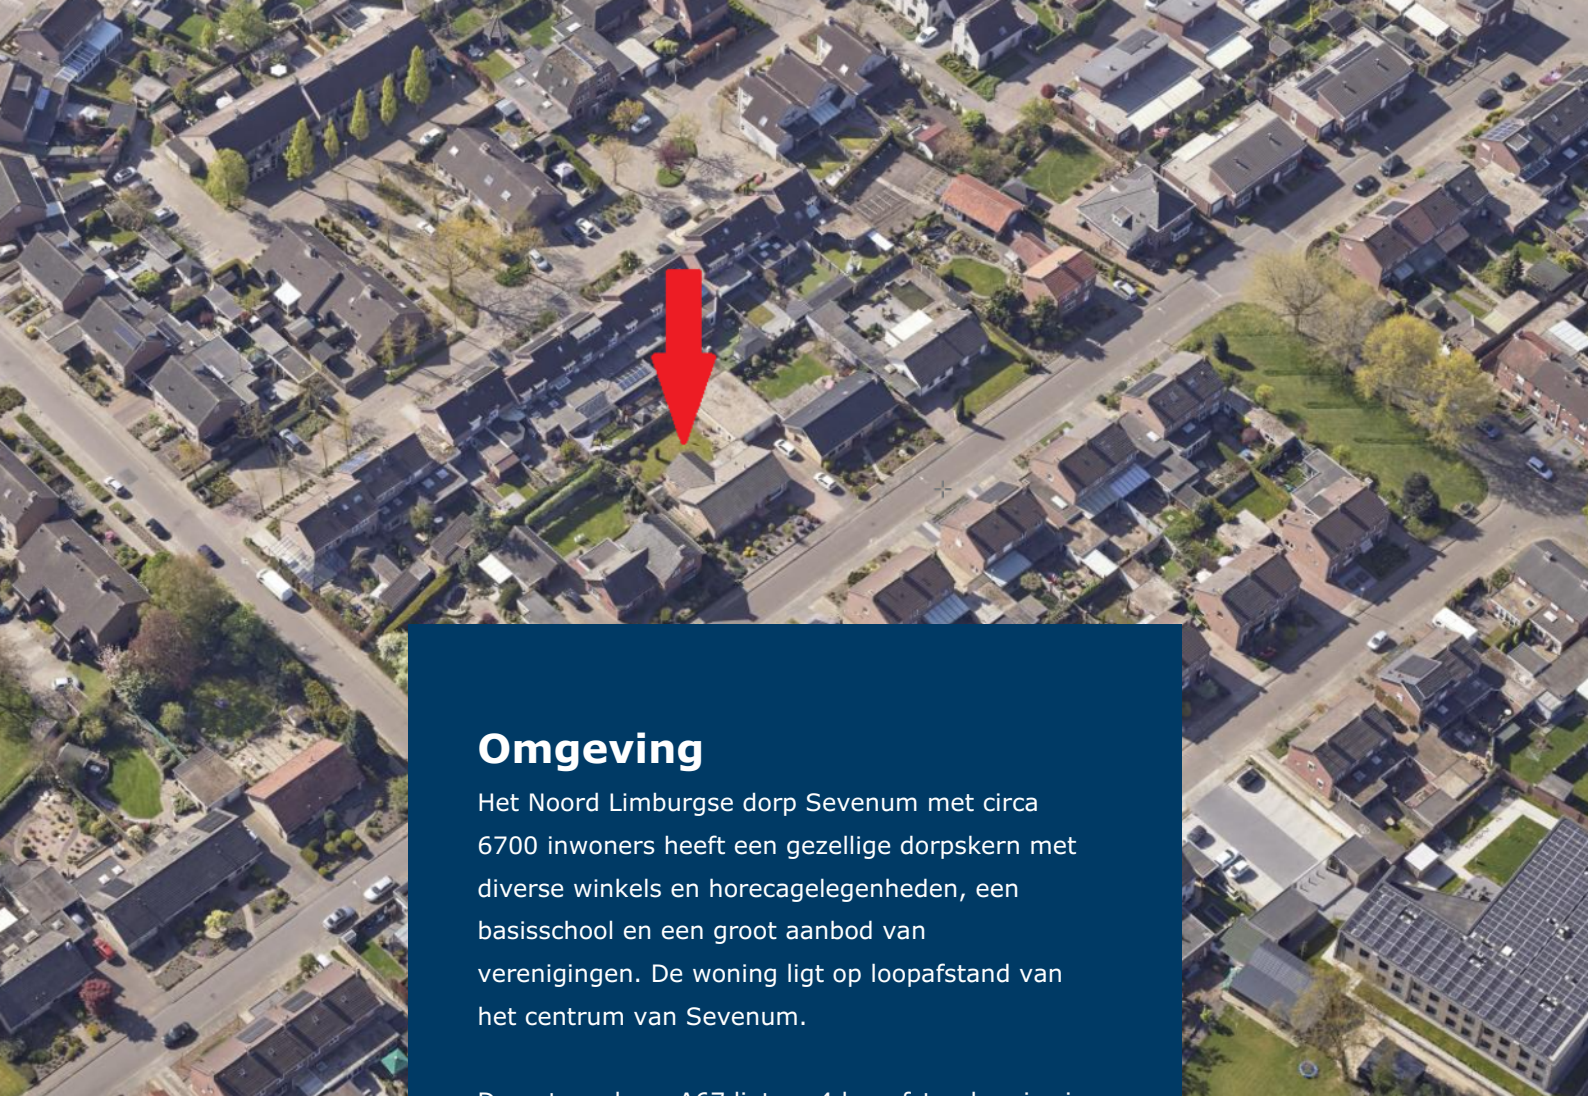 Omgeving
Het Noord Limburgse dorp Sevenum met circa
6700 inwoners heeft een gezellige dorpskern met
diverse winkels en horecagelegenheden, een
basisschool en een groot aanbod van
verenigingen. De woning ligt op loopafstand van
het centrum van Sevenum.